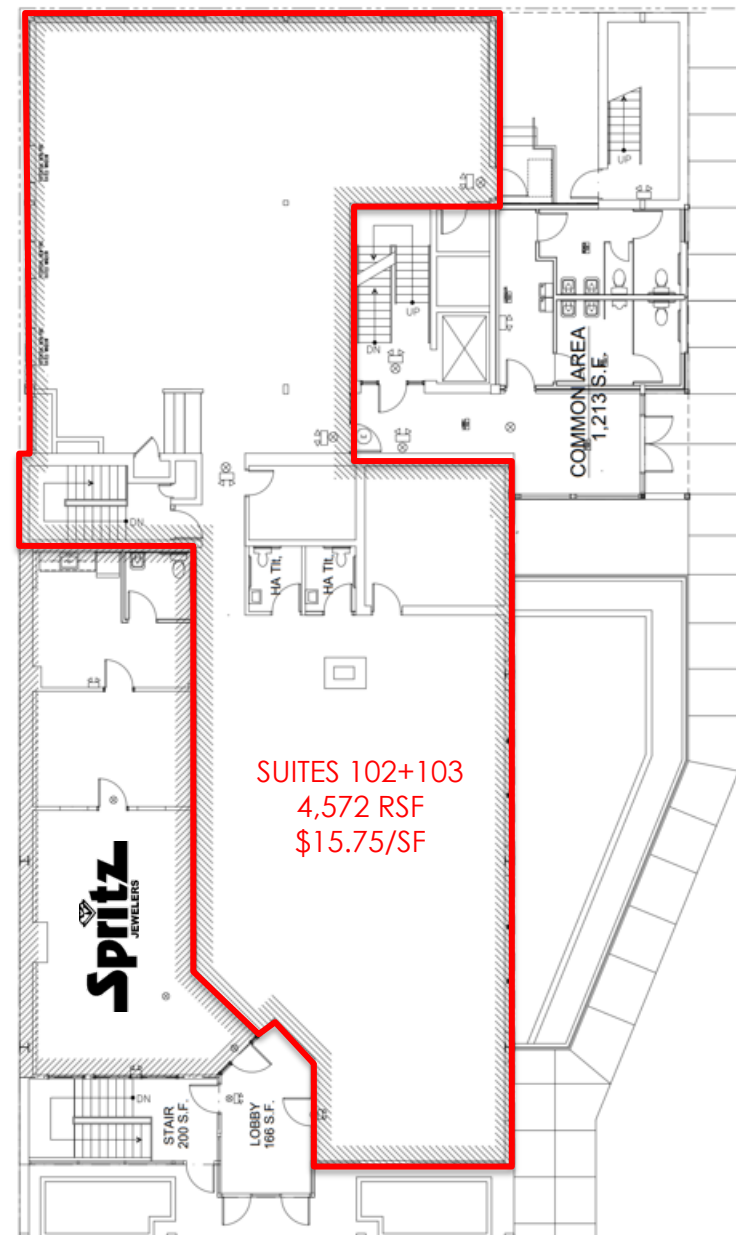 UP
UP
DN
COMMON AREA
1,213 S.F.
DN
HA Tlt,
HA Tlt,
SUITES 102+103
4,572 RSF
$15.75/SF
Spritz
JEWELERS
DN
STAIR
200 S.F.
LOBBY
166 S.F.